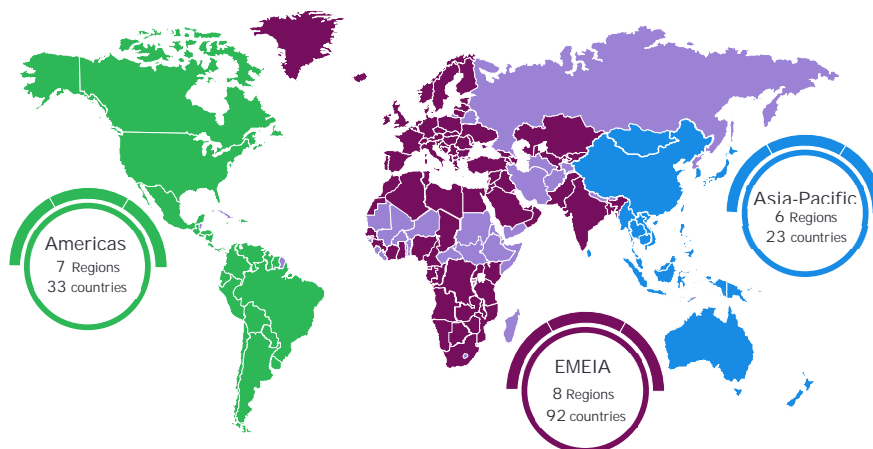 Americas
7 Regions
33 countries
Asia-Pacific
6 Regions
23 countries
EMEIA
8 Regions
92 countries